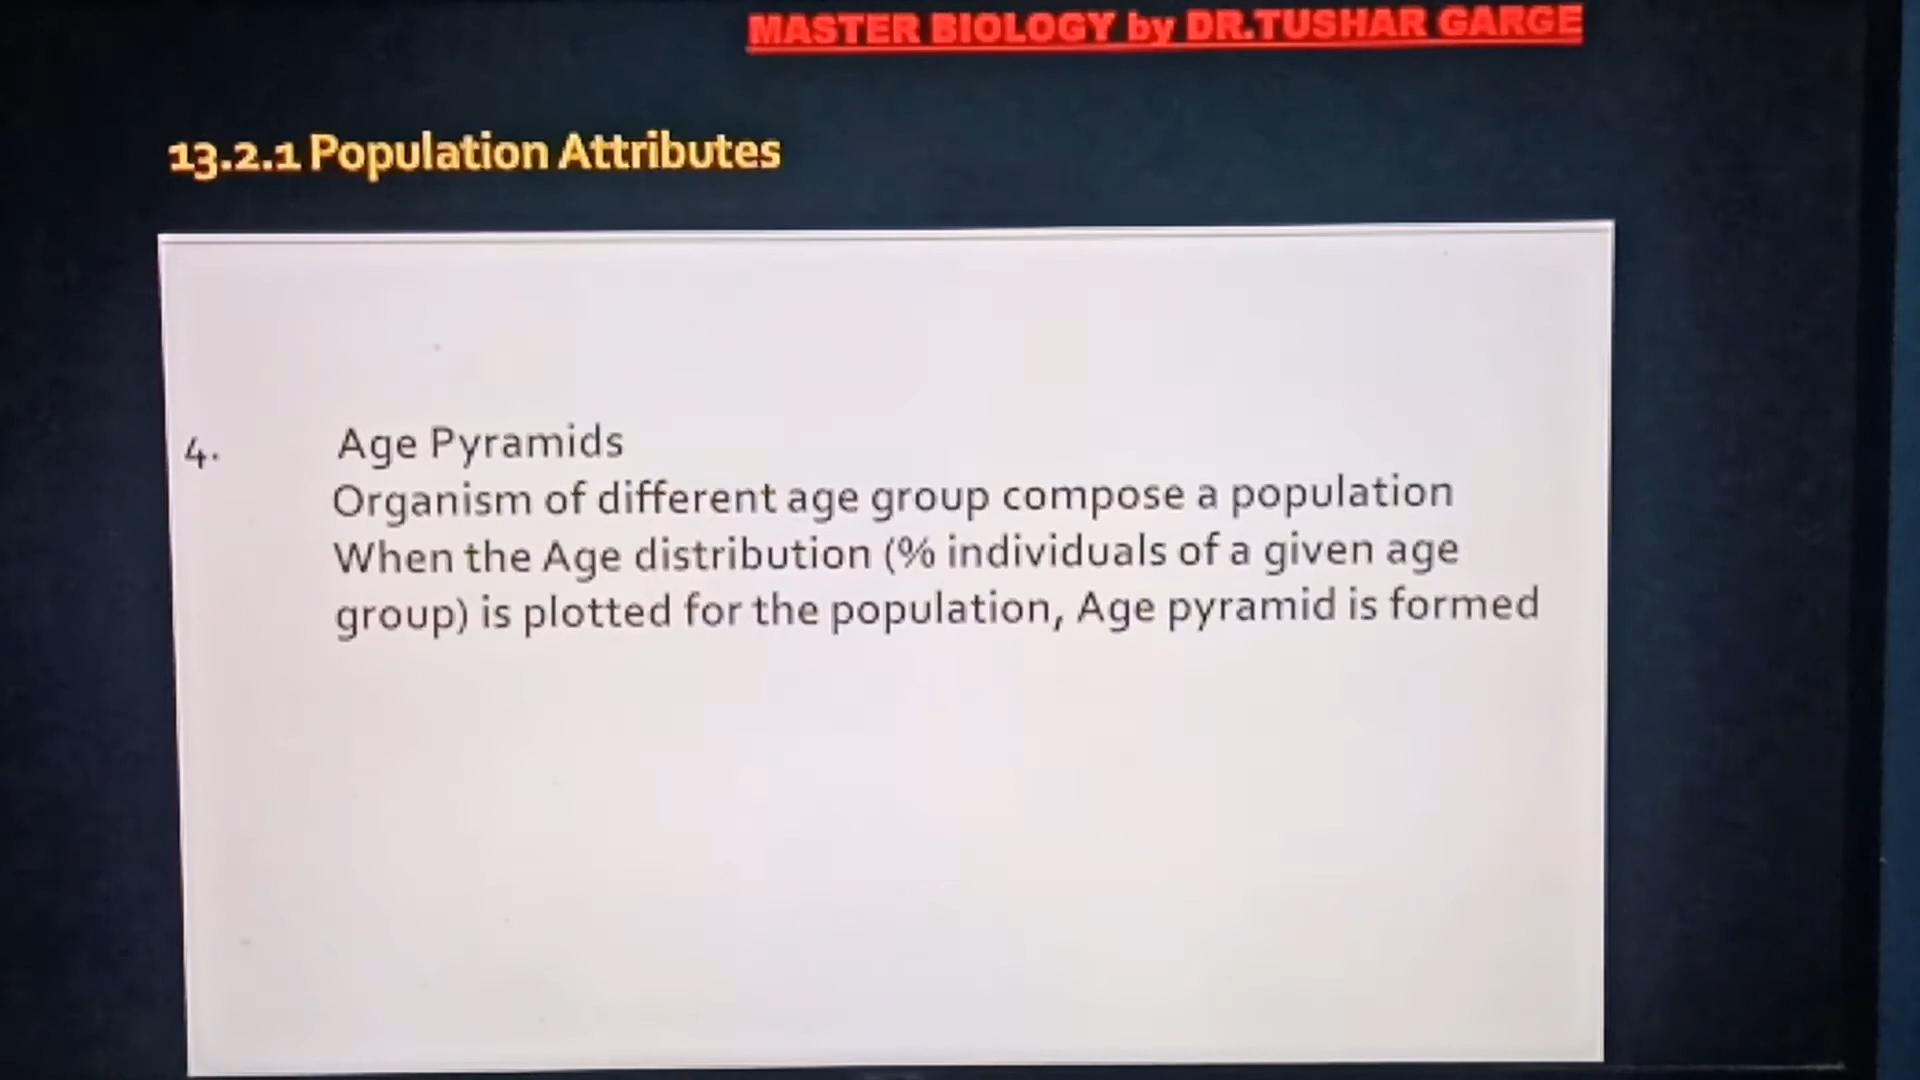 MASTER BIOLOGY by DR.TUSHAR GARGE
13.2.1 Population Attributes
4. Age Pyramids
Organism of different age group compose a population
When the Age distribution (% individuals of a given age
group) is plotted for the population, Age pyramid is formed